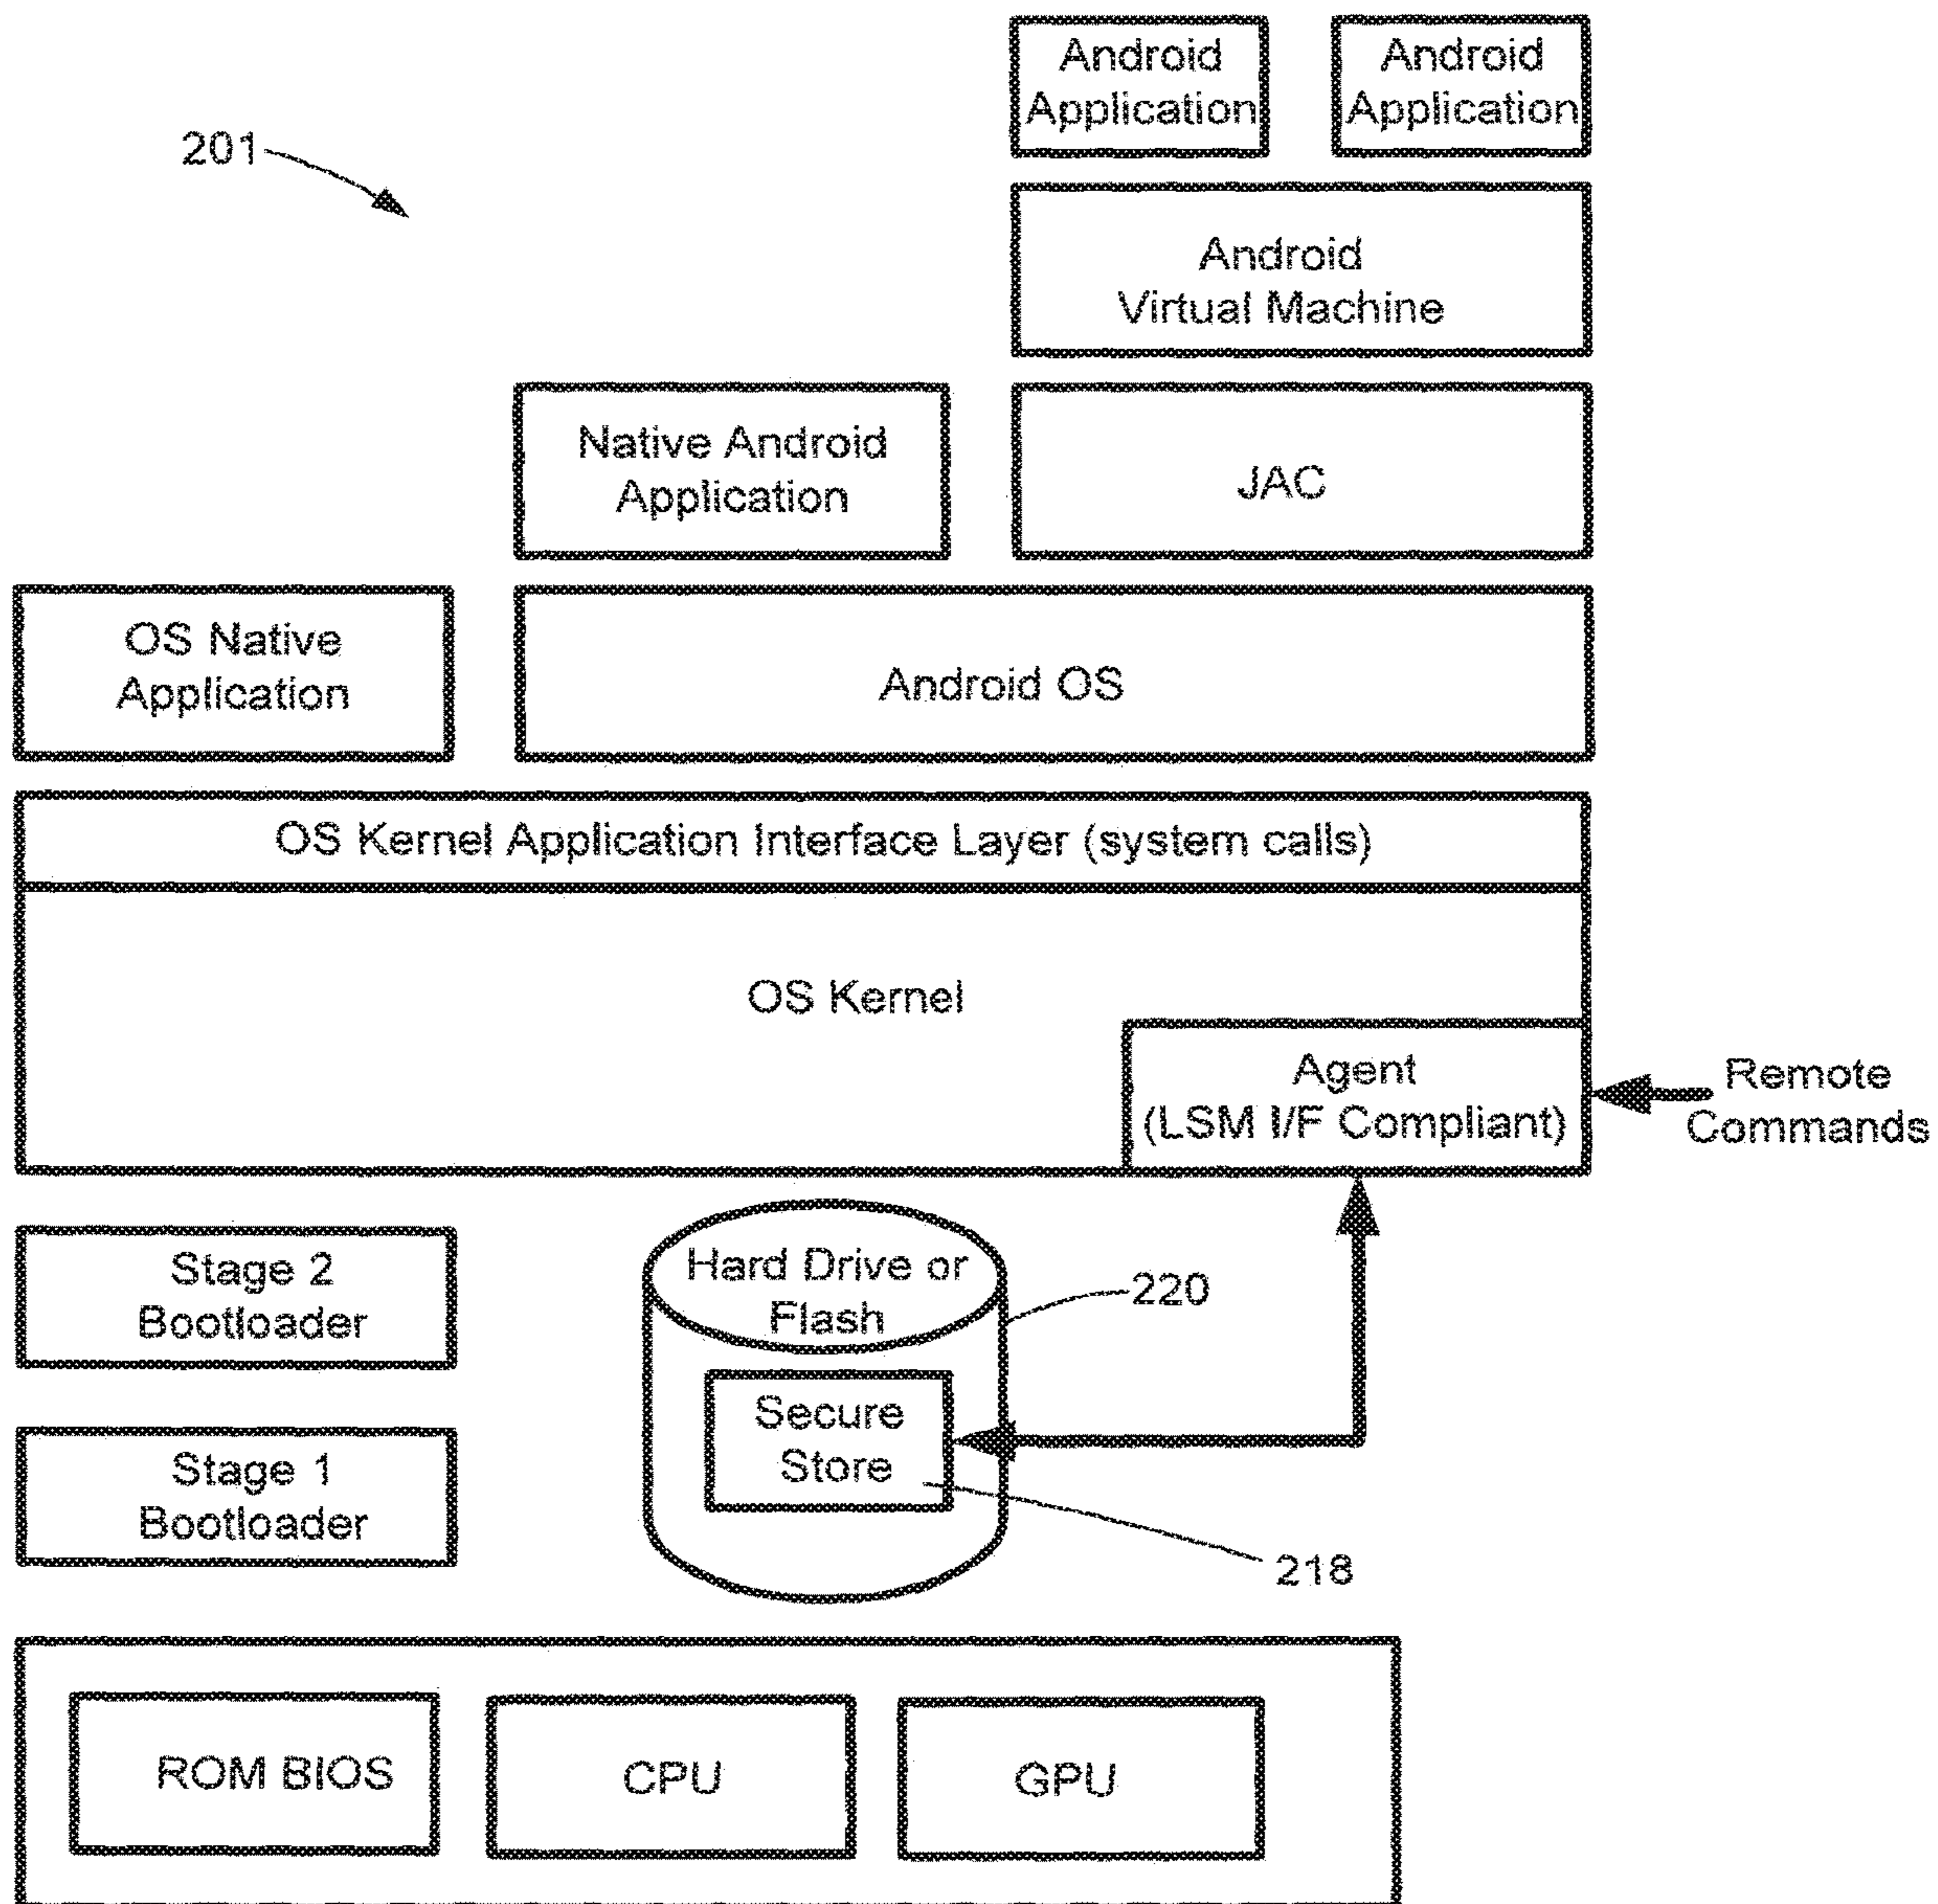 Android
Application
Android
Application
201
Android
Virtual Machine
Native Android
Application
JAC
OS Native
Application
Android OS
OS Kernel Application Interface Layer (system calls)
OS Kernel
Agent
(LSM I/F Compliant)
Remote
Commands
Stage 2
Bootloader
Hard Drive or
Flash
220
Secure
Store
Stage 1
Bootloader
218
ROM BIOS
CPU
GPU